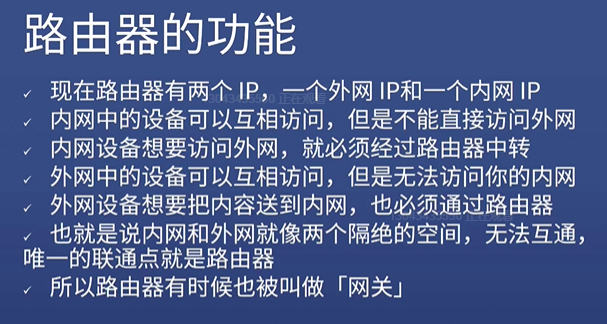 路由器的功能
✓ 现在路由器有两个 IP，一个外网 IP和一个内网 IP
✓ 内网中的设备可以互相访问，但是不能直接访问外网
✓ 内网设备想要访问外网，就必须经过路由器中转
✓ 外网中的设备可以互相访问，但是无法访问你的内网
✓ 外网设备想要把内容送到内网，也必须通过路由器
✓ 也就是说内网和外网就像两个隔绝的空间，无法互通，
唯一的联通点就是路由器
✓ 所以路由器有时候也被叫做「网关」